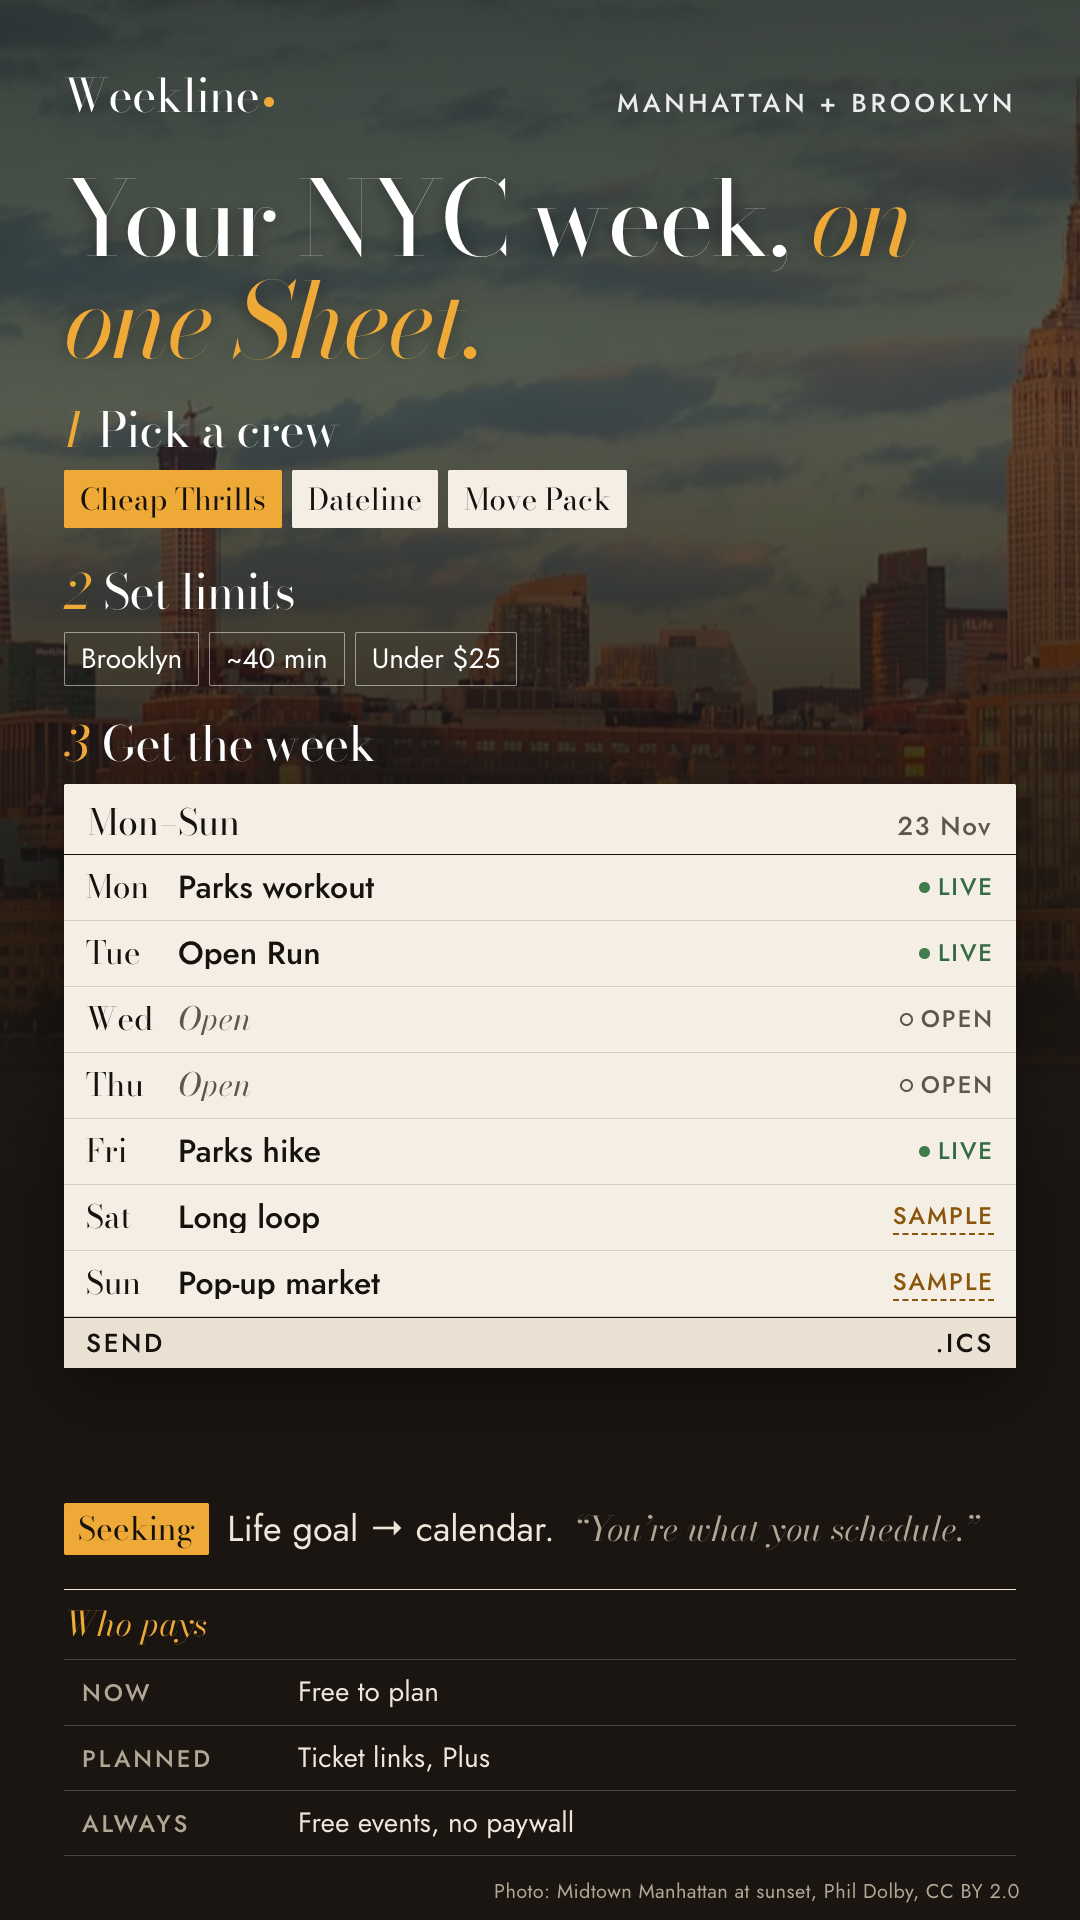 Weekline
MANHATTAN + BROOKLYN
Your NYC week, on
one Sheet.
1 Pick a crew
Cheap Thrills Dateline Move Pack
2 Set limits
Brooklyn ~40 min Under $25
3 Get the week
Mon–Sun 23 Nov
Mon Parks workout LIVE
Tue Open Run LIVE
Wed Open OPEN
Thu Open OPEN
Fri Parks hike LIVE
Sat Long loop SAMPLE
Sun Pop-up market SAMPLE
SEND .ICS
Seeking Life goal → calendar. “You’re what you schedule.”
Who pays
NOW Free to plan
PLANNED Ticket links, Plus
ALWAYS Free events, no paywall
Photo: Midtown Manhattan at sunset, Phil Dolby, CC BY 2.0